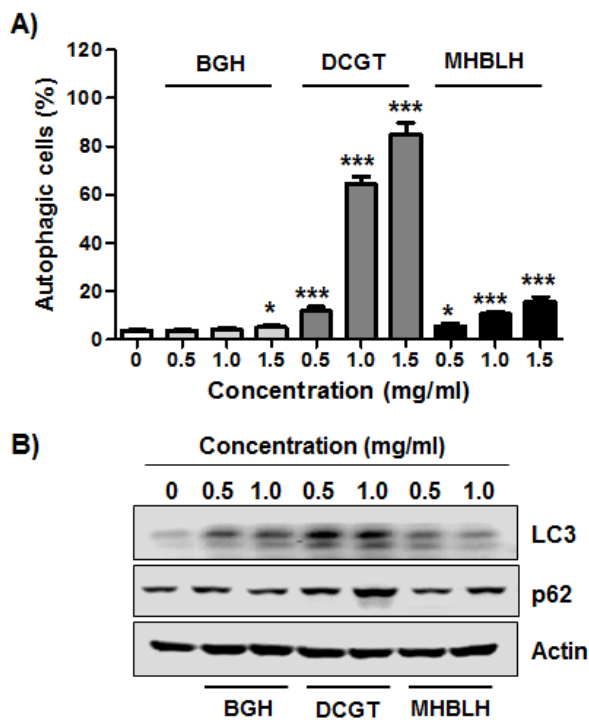 A)
120
BGH DCGT MHBLH
100
80
60
40
20
0
Autophagic cells (%)
* *** *** *** * *** ***
0 0.5 1.0 1.5 0.5 1.0 1.5 0.5 1.0 1.5
Concentration (mg/ml)
B)
Concentration (mg/ml)
0 0.5 1.0 0.5 1.0 0.5 1.0
LC3
p62
Actin
BGH DCGT MHBLH